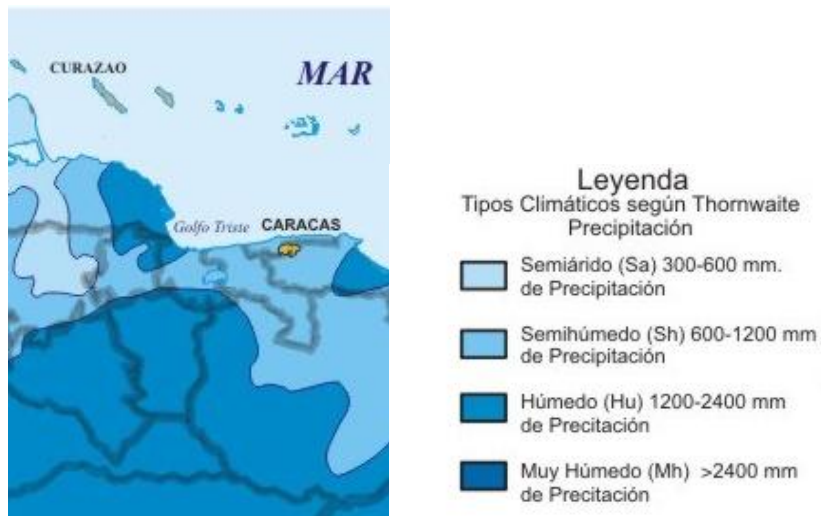 CURAZAO
MAR
Golfo Triste
CARACAS
Leyenda
Tipos Climáticos según Thornwaite
Precipitación
Semiárido (Sa) 300-600 mm.
de Precipitación
Semihúmedo (Sh) 600-1200 mm
de Precipitación
Húmedo (Hu) 1200-2400 mm
de Precitación
Muy Húmedo (Mh) >2400 mm
de Precitación